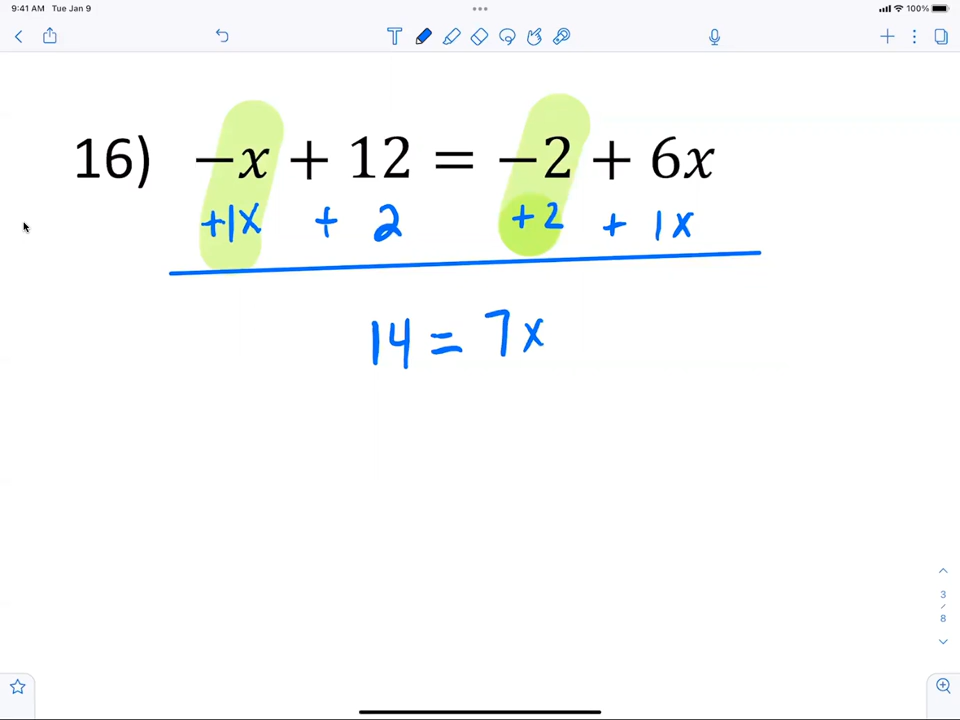 9:41 AM Tue Jan 9
100%
16) −x + 12 = −2 + 6x
+1x + 2 +2 + 1x
14 = 7x
3
/
8